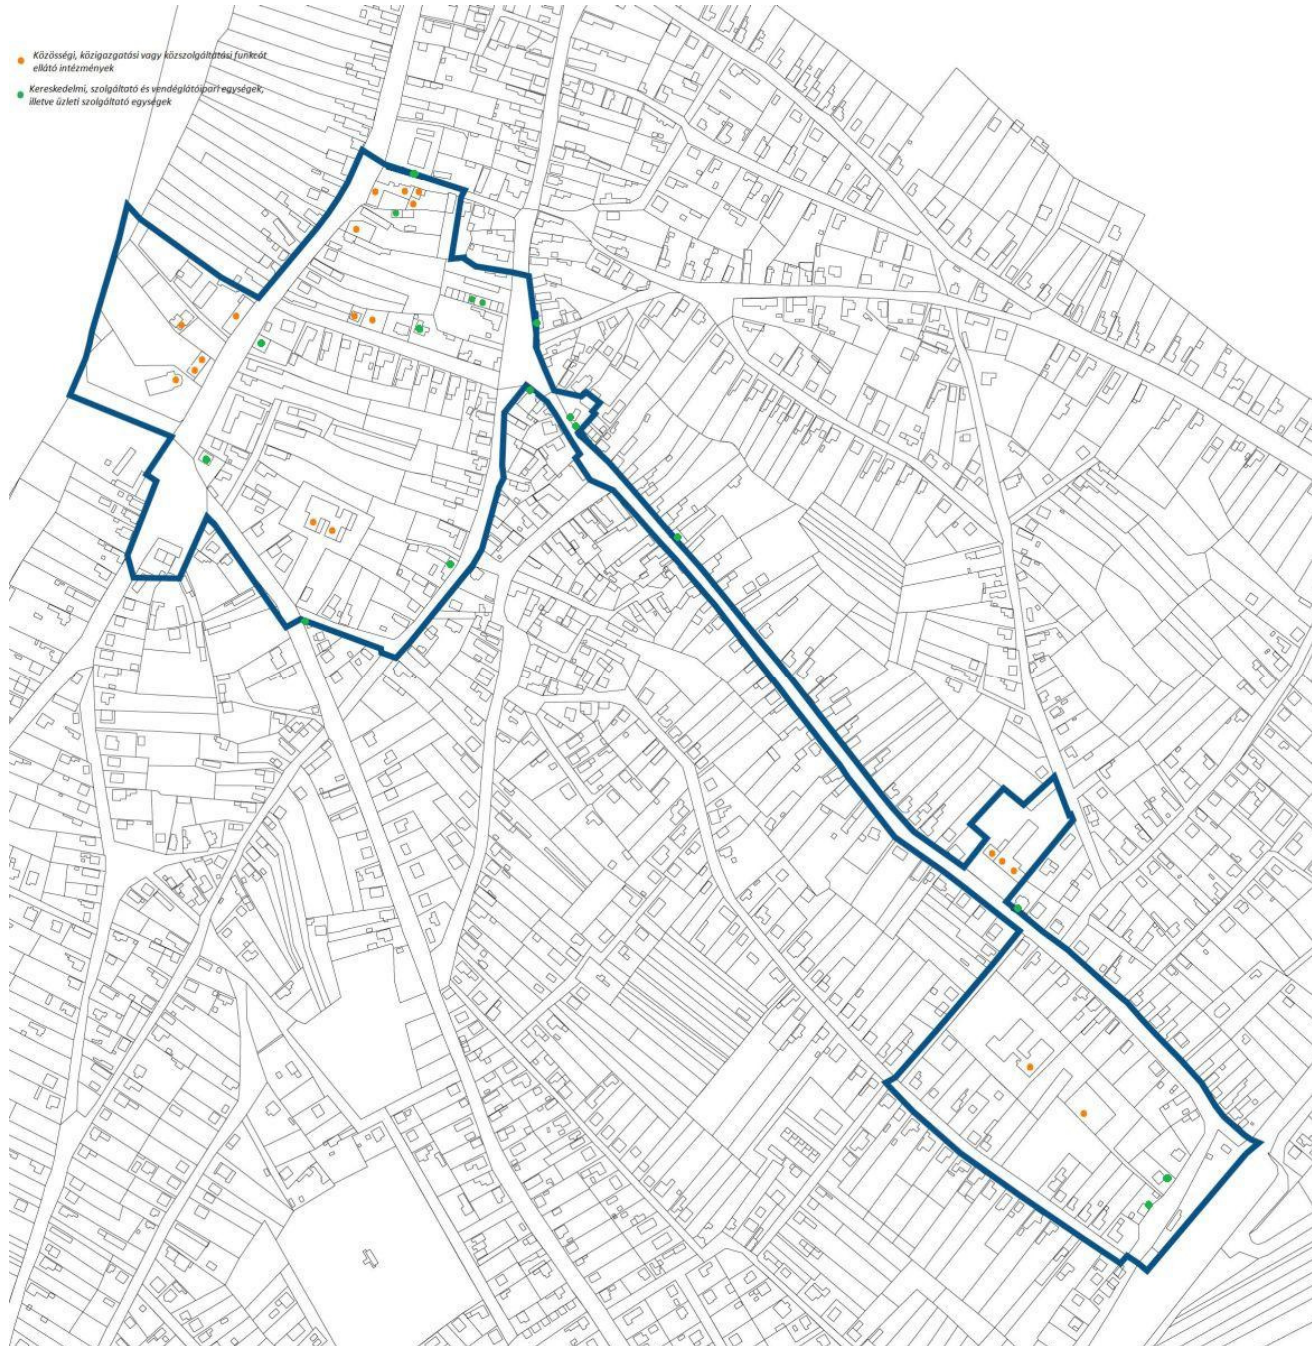 Közösségi, közigazgatási vagy közszolgáltatási funkciót
ellátó intézmények
Kereskedelmi, szolgáltató és vendéglátóipari egységek,
illetve üzleti szolgáltató egységek